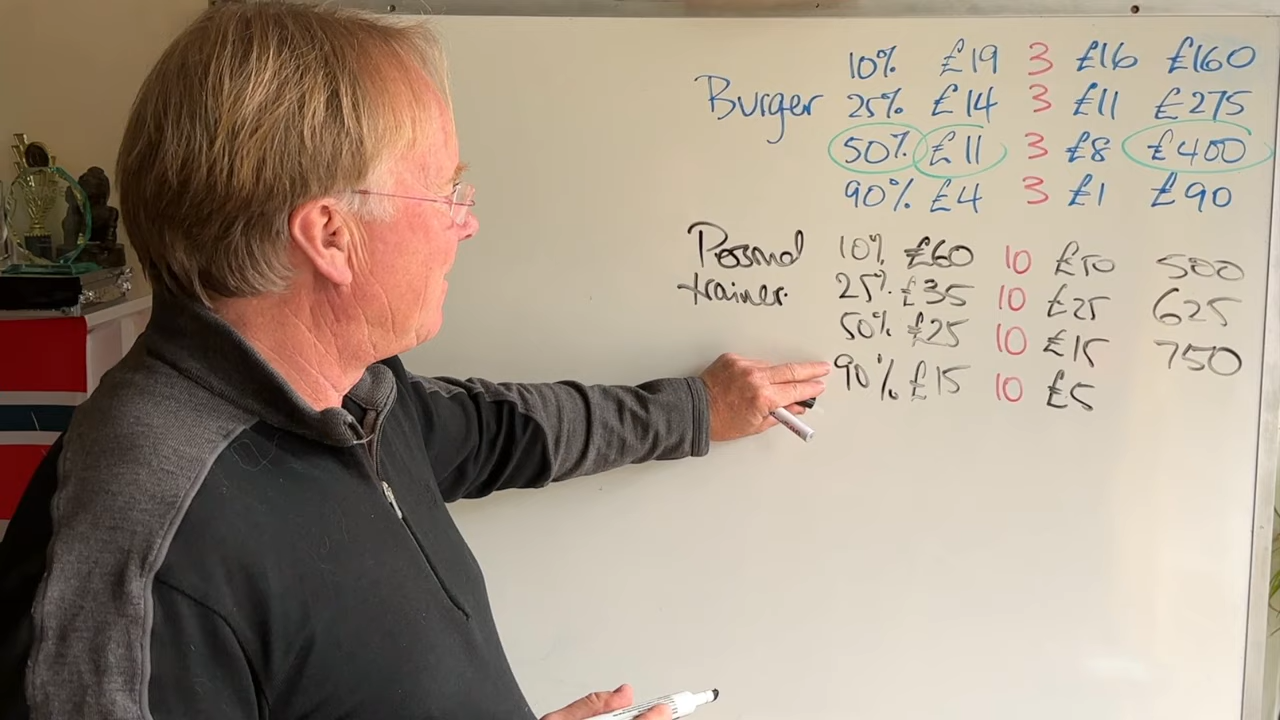 10% £19 3 £16 £160
Burger 25% £14 3 £11 £275
50% £11 3 £8 £400
90% £4 3 £1 £90
Personal 10% £60 10 £50 500
trainer. 25% £35 10 £25 625
50% £25 10 £15 750
90% £15 10 £5